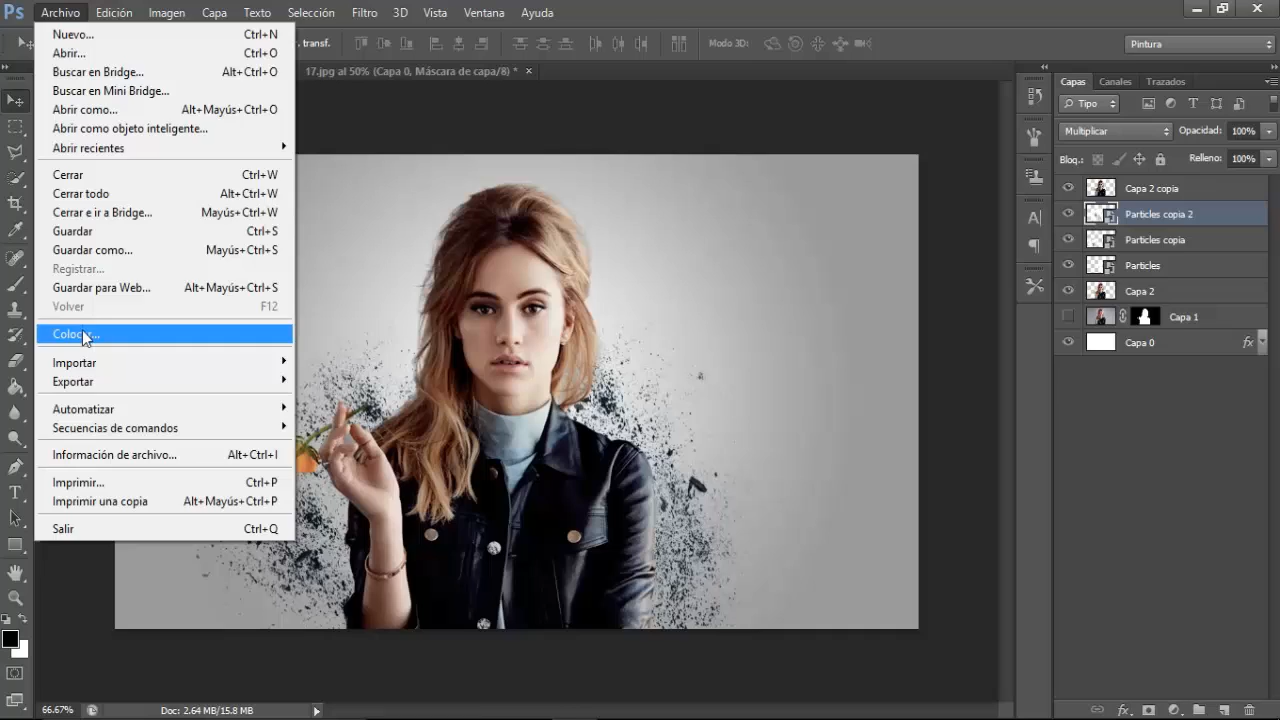 Ps Archivo Edición Imagen Capa Texto Selección Filtro 3D Vista Ventana Ayuda
transf. Modo 3D: Pintura
17.jpg al 50% (Capa 0, Máscara de capa/8) * ×
Nuevo... Ctrl+N
Abrir... Ctrl+O
Buscar en Bridge... Alt+Ctrl+O
Buscar en Mini Bridge...
Abrir como... Alt+Mayús+Ctrl+O
Abrir como objeto inteligente...
Abrir recientes
Cerrar Ctrl+W
Cerrar todo Alt+Ctrl+W
Cerrar e ir a Bridge... Mayús+Ctrl+W
Guardar Ctrl+S
Guardar como... Mayús+Ctrl+S
Registrar...
Guardar para Web... Alt+Mayús+Ctrl+S
Volver F12
Importar
Exportar
Automatizar
Secuencias de comandos
Información de archivo... Alt+Ctrl+I
Imprimir... Ctrl+P
Imprimir una copia Alt+Mayús+Ctrl+P
Salir Ctrl+Q
Capas Canales Trazados
Tipo
Multiplicar Opacidad: 100%
Bloq.: Relleno: 100%
Capa 2 copia
Particles copia 2
Particles copia
Particles
Capa 2
Capa 1
Capa 0 fx
66.67% Doc: 2.64 MB/15.8 MB